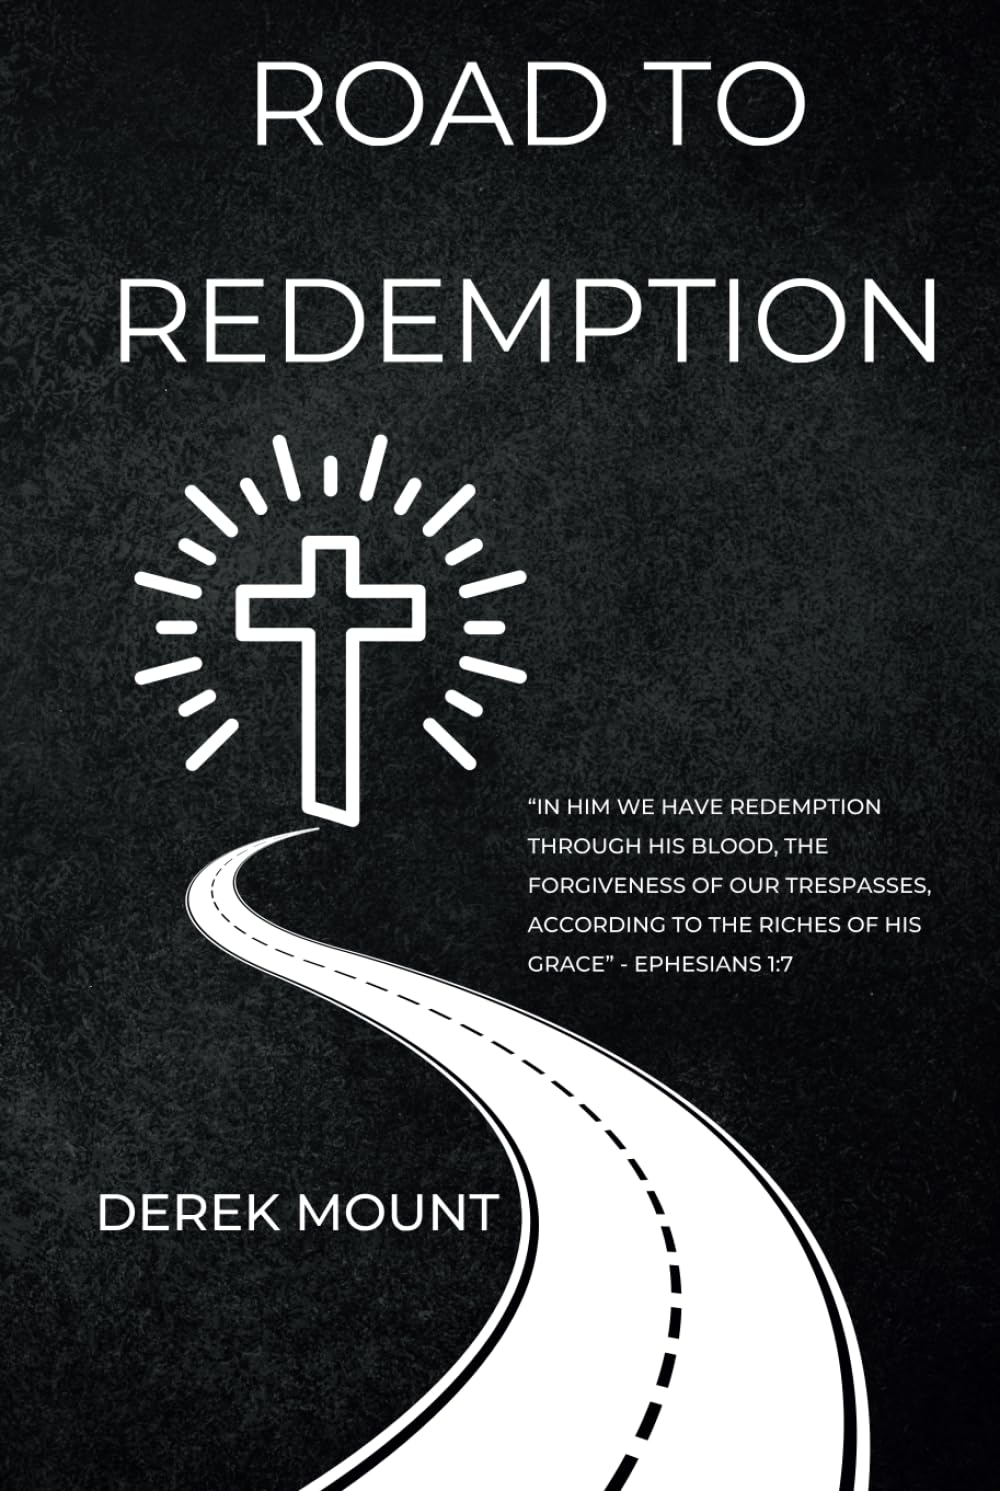 ROAD TO
REDEMPTION
“IN HIM WE HAVE REDEMPTION
THROUGH HIS BLOOD, THE
FORGIVENESS OF OUR TRESPASSES,
ACCORDING TO THE RICHES OF HIS
GRACE” - EPHESIANS 1:7
DEREK MOUNT